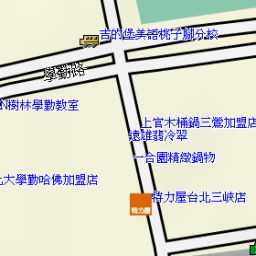 吉的堡美語桃子腳分校
學勤路
N樹林學勤教室
上官木桶鍋三鶯加盟店
遠雄翡冷翠
一合園精緻鍋物
北大學勤哈佛加盟店
特力屋台北三峽店
特力屋